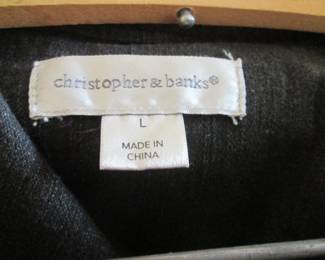 christopher & banks®
L
MADE IN
CHINA